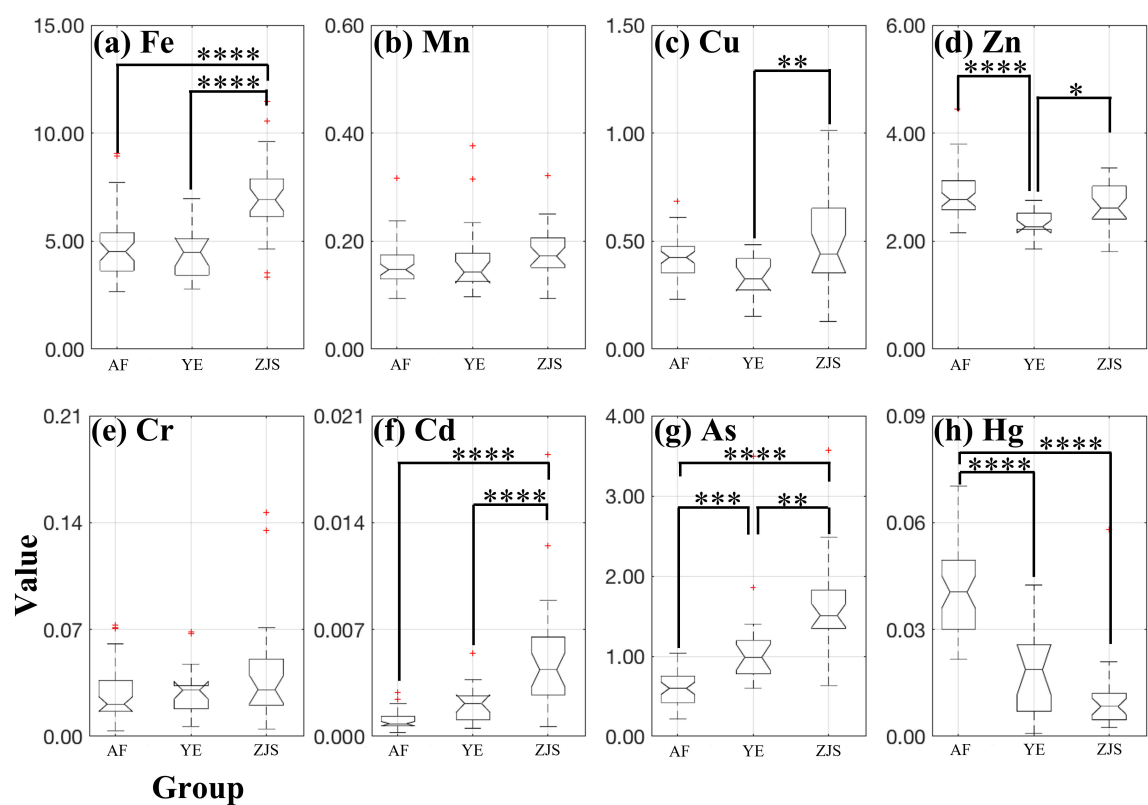 15.00 (a) Fe
****
****
10.00
5.00
0.00
AF YE ZJS
0.60 (b) Mn
0.40
0.20
0.00
AF YE ZJS
1.50 (c) Cu
**
1.00
0.50
0.00
AF YE ZJS
6.00 (d) Zn
****
*
4.00
2.00
0.00
AF YE ZJS
0.21 (e) Cr
0.14
0.07
0.00
AF YE ZJS
0.021 (f) Cd
****
****
0.014
0.007
0.000
AF YE ZJS
4.00 (g) As
****
*** **
3.00
2.00
1.00
0.00
AF YE ZJS
0.09 (h) Hg
****
****
0.06
0.03
0.00
AF YE ZJS
Value
Group